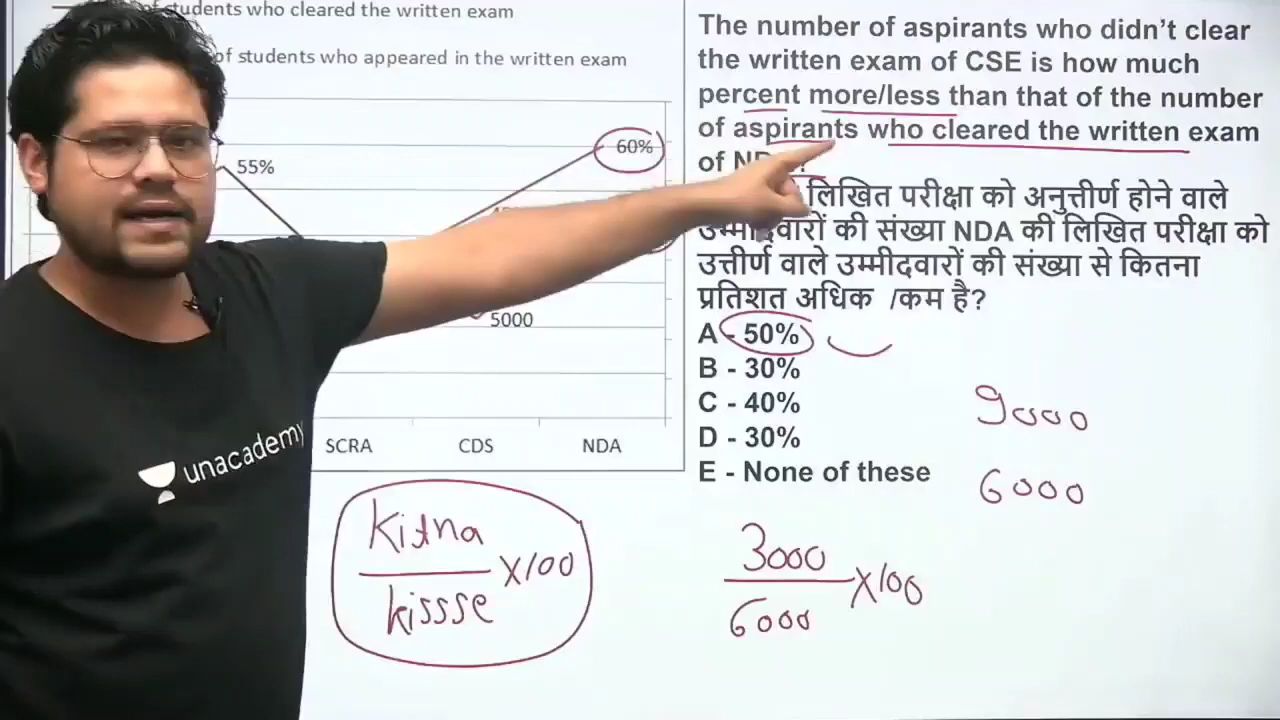 of students who cleared the written exam
of students who appeared in the written exam
55%
60%
5000
SCRA CDS NDA
The number of aspirants who didn't clear
the written exam of CSE is how much
percent more/less than that of the number
of aspirants who cleared the written exam
of
लिखित परीक्षा को अनुत्तीर्ण होने वाले
उम्मीदवारों की संख्या NDA की लिखित परीक्षा को
उत्तीर्ण वाले उम्मीदवारों की संख्या से कितना
प्रतिशत अधिक /कम है?
A - 50%
B - 30%
C - 40%
D - 30%
E - None of these
9000
6000
3000
6000
X100
Kitna
kissse
X100
unacademy